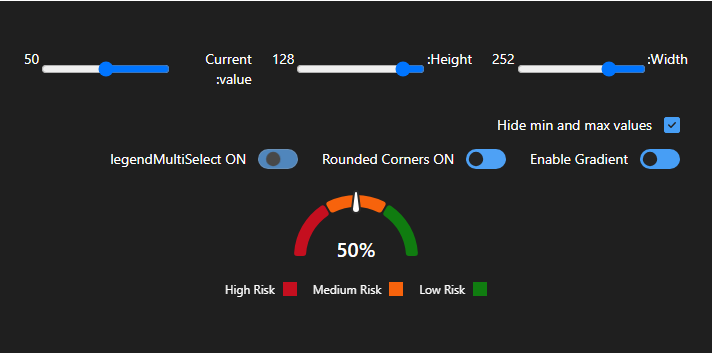 50
Current
:value
128
:Height
252
:Width
Hide min and max values
legendMultiSelect ON
Rounded Corners ON
Enable Gradient
50%
High Risk
Medium Risk
Low Risk